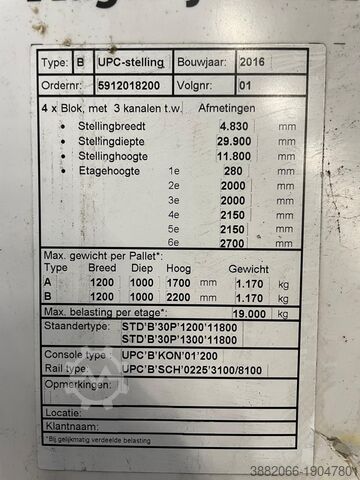 Type: B UPC-stelling Bouwjaar: 2016
Ordernr: 5912018200 Volgnr: 01
4 x Blok, met 3 kanalen t.w. Afmetingen
• Stellingbreedt 4.830 mm
• Stellingdiepte 29.900 mm
• Stellinghoogte 11.800 mm
• Etagehoogte 1e 280 mm
2e 2000 mm
3e 2000 mm
4e 2150 mm
5e 2150 mm
6e 2700 mm
Max. gewicht per Pallet*:
Type Breed Diep Hoog Gewicht
A 1200 1000 1700 mm 1.170 kg
B 1200 1000 2200 mm 1.170 kg
Max. belasting per etage*: 19.000 kg
Staandertype: STD'B'30P'1200'11800
STD'B'30P'1300'11800
Console type : UPC'B'KON'01'200
Rail type : UPC'B'SCH'0225'3100/8100
Opmerkingen:
Locatie:
Klantnaam:
*Bij gelijkmatig verdeelde belasting
3882066-19047801